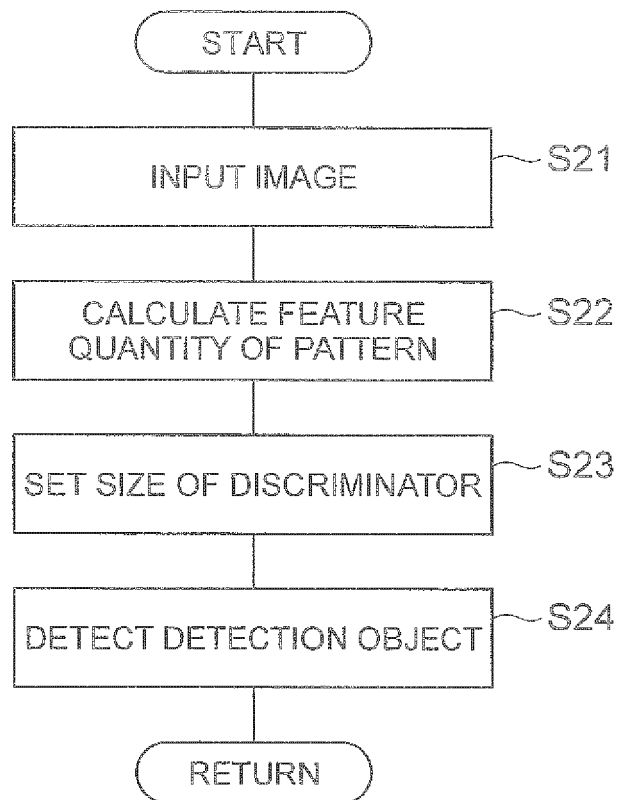 START
INPUT IMAGE
S21
CALCULATE FEATURE
QUANTITY OF PATTERN
S22
SET SIZE OF DISCRIMINATOR
S23
DETECT DETECTION OBJECT
S24
RETURN